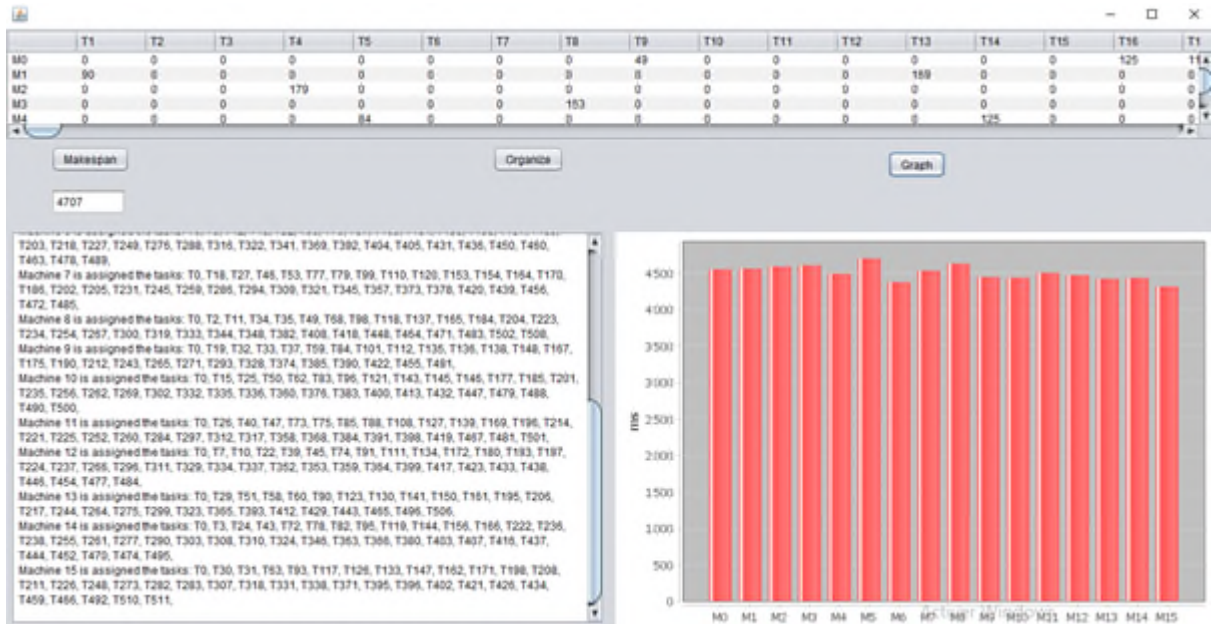 T1 T2 T3 T4 T5 T6 T7 T8 T9 T10 T11 T12 T13 T14 T15 T16 T1
M0 0 0 0 0 0 0 0 0 49 0 0 0 0 0 0 125 11
M1 90 0 0 0 0 0 0 0 0 0 0 0 169 0 0 0 0
M2 0 0 0 179 0 0 0 0 0 0 0 0 0 0 0 0 0
M3 0 0 0 0 0 0 0 153 0 0 0 0 0 0 0 0 0
M4 0 0 0 0 84 0 0 0 0 0 0 0 0 125 0 0 0
Makespan Organize Graph
4707
T203, T218, T227, T249, T276, T288, T316, T322, T341, T369, T392, T404, T405, T431, T436, T450, T460,
T463, T478, T489,
Machine 7 is assigned the tasks: T0, T18, T27, T46, T53, T77, T79, T99, T110, T120, T153, T154, T164, T170,
T186, T202, T205, T231, T245, T259, T286, T294, T309, T321, T345, T357, T373, T378, T420, T439, T456,
T472, T485,
Machine 8 is assigned the tasks: T0, T2, T11, T34, T35, T49, T68, T98, T118, T137, T165, T184, T204, T223,
T234, T254, T267, T300, T319, T333, T344, T348, T382, T408, T418, T448, T464, T471, T483, T502, T508,
Machine 9 is assigned the tasks: T0, T19, T32, T33, T37, T59, T84, T101, T112, T135, T136, T138, T148, T167,
T175, T190, T212, T243, T265, T271, T293, T328, T374, T385, T390, T422, T455, T491,
Machine 10 is assigned the tasks: T0, T15, T25, T50, T62, T83, T96, T121, T143, T145, T146, T177, T185, T201,
T235, T256, T262, T269, T302, T332, T335, T336, T360, T376, T383, T400, T413, T432, T447, T479, T488,
T490, T500,
Machine 11 is assigned the tasks: T0, T26, T40, T47, T73, T75, T85, T88, T108, T127, T139, T169, T196, T214,
T221, T225, T252, T260, T284, T297, T312, T317, T358, T368, T384, T391, T398, T419, T467, T481, T501,
Machine 12 is assigned the tasks: T0, T7, T10, T22, T39, T45, T74, T91, T111, T134, T172, T180, T193, T197,
T224, T237, T266, T296, T311, T329, T334, T337, T352, T353, T359, T364, T399, T417, T423, T433, T438,
T446, T454, T477, T484,
Machine 13 is assigned the tasks: T0, T29, T51, T58, T60, T90, T123, T130, T141, T150, T161, T195, T206,
T217, T244, T264, T275, T299, T323, T365, T393, T412, T429, T443, T465, T496, T506,
Machine 14 is assigned the tasks: T0, T3, T24, T43, T72, T78, T82, T95, T119, T144, T156, T166, T222, T236,
T238, T255, T261, T277, T290, T303, T308, T310, T324, T346, T363, T366, T380, T403, T407, T416, T437,
T444, T452, T470, T474, T495,
Machine 15 is assigned the tasks: T0, T30, T31, T63, T93, T117, T126, T133, T147, T162, T171, T198, T208,
T211, T226, T248, T273, T282, T283, T307, T318, T331, T338, T371, T395, T396, T402, T421, T426, T434,
T459, T466, T492, T510, T511,
4 500
4 000
3 500
3 000
2 500
2 000
1 500
1 000
500
0
ms
M0 M1 M2 M3 M4 M5 M6 M7 M8 M9 M10 M11 M12 M13 M14 M15
Activer Windows